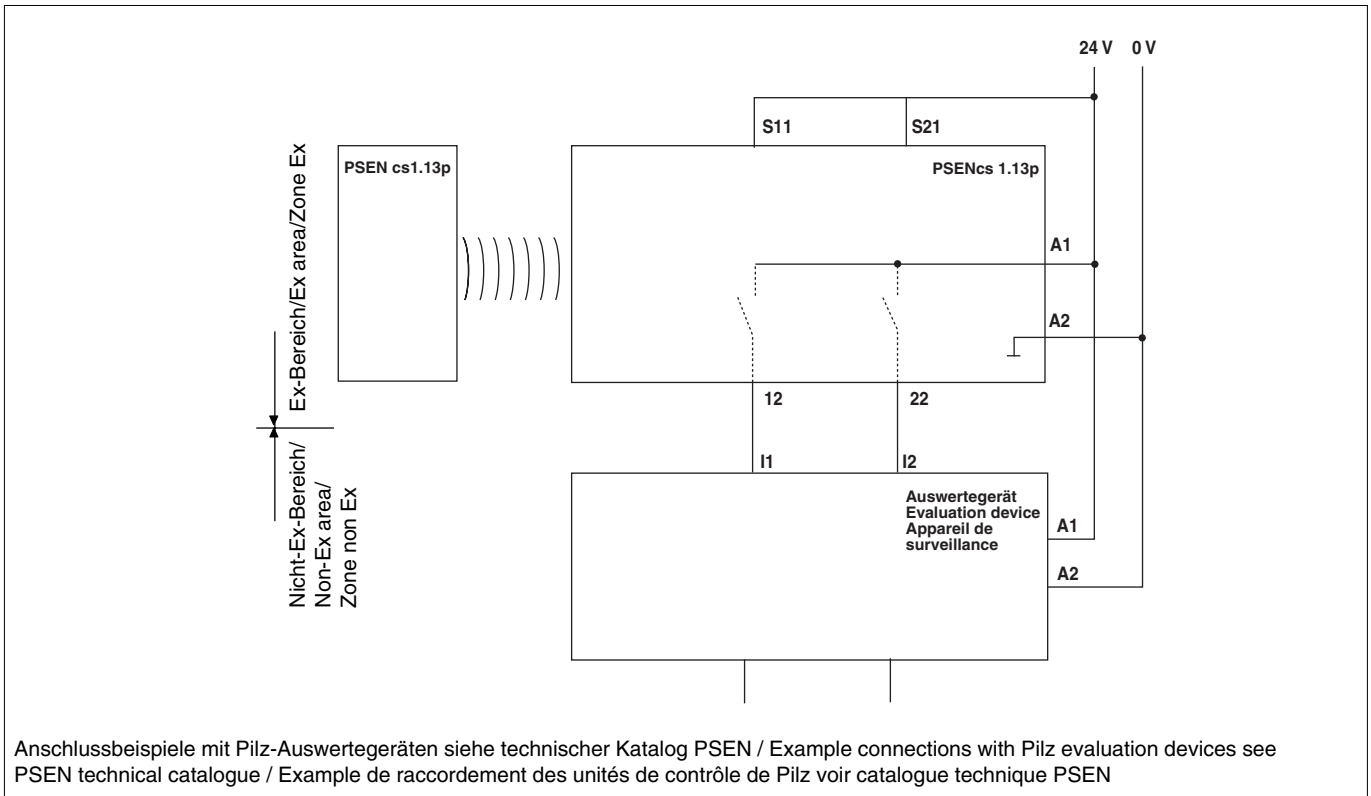 24 V 0 V
S11 S21
PSEN cs1.13p
PSENcs 1.13p
A1
A2
12 22
I1 I2
Auswertegerät
Evaluation device
Appareil de
surveillance
A1
A2
Ex-Bereich/Ex area/Zone Ex
Nicht-Ex-Bereich/
Non-Ex area/
Zone non Ex
Anschlussbeispiele mit Pilz-Auswertegeräten siehe technischer Katalog PSEN / Example connections with Pilz evaluation devices see
PSEN technical catalogue / Example de raccordement des unités de contrôle de Pilz voir catalogue technique PSEN